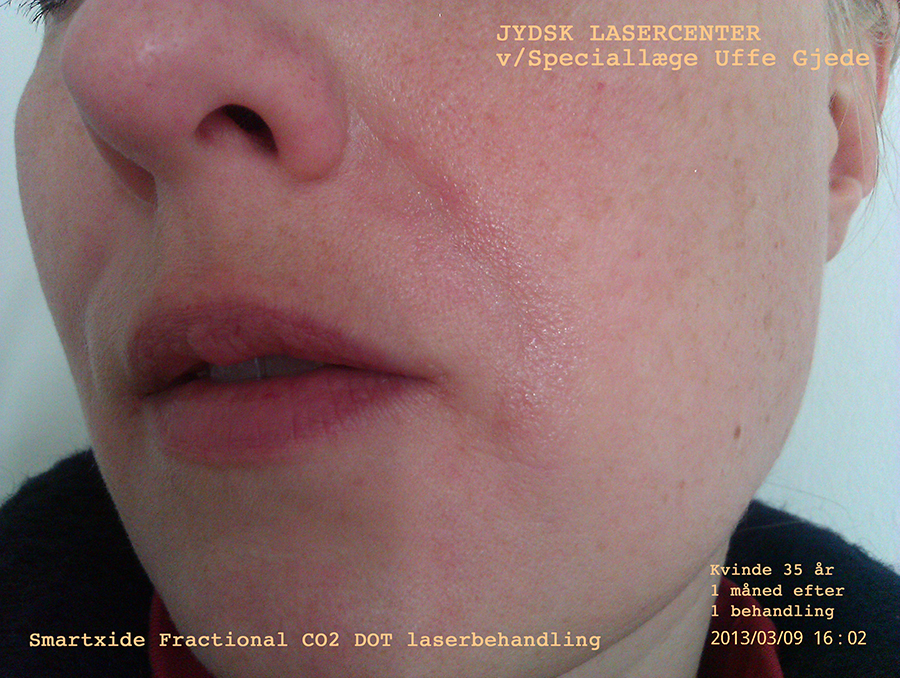 JYDSK LASERCENTER
v/Speciallæge Uffe Gjede
Kvinde 35 år
1 måned efter
1 behandling
Smartxide Fractional CO2 DOT laserbehandling
2013/03/09 16:02